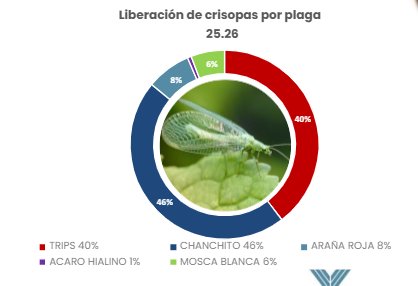 Liberación de crisopas por plaga
25.26
6%
8%
40%
46%
TRIPS 40%
CHANCHITO 46%
ARAÑA ROJA 8%
ACARO HIALINO 1%
MOSCA BLANCA 6%